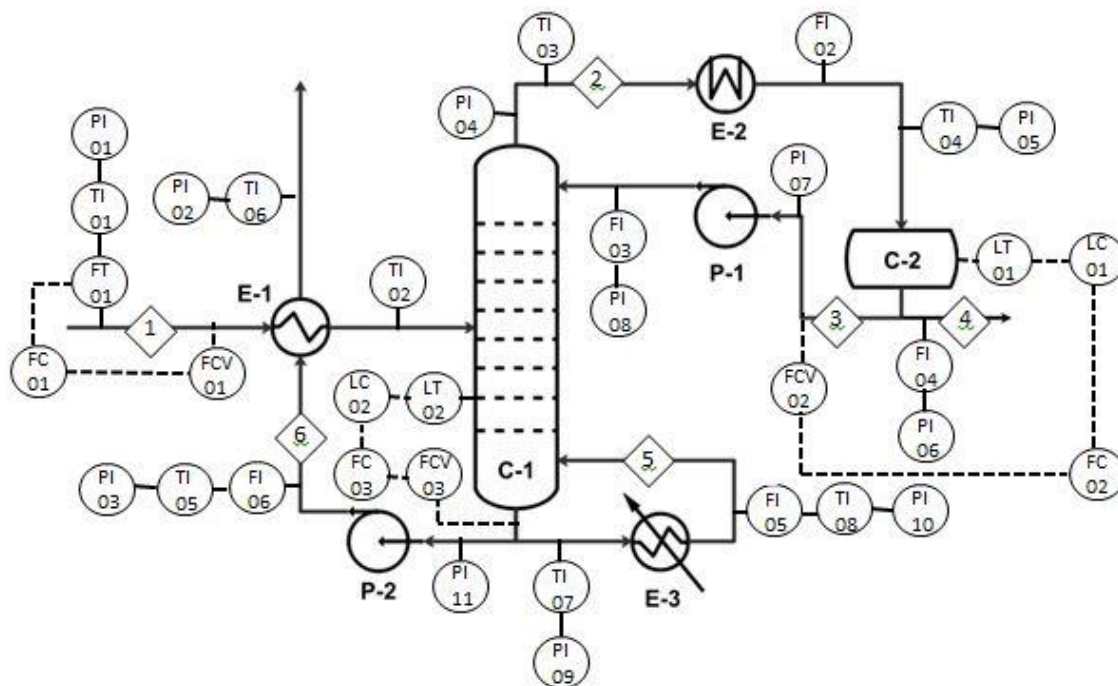 TI
03
2
FI
02
PI
04
E-2
PI
01
TI
04
PI
05
PI
07
PI
02
TI
06
TI
01
FI
03
P-1
C-2
LT
01
LC
01
FT
01
E-1
TI
02
PI
08
1
3
4
FC
01
FCV
01
LC
02
LT
02
FCV
02
FI
04
6
PI
06
C-1
5
FC
03
FCV
03
FC
02
PI
03
TI
05
FI
06
FI
05
TI
08
PI
10
P-2
PI
11
TI
07
E-3
PI
09